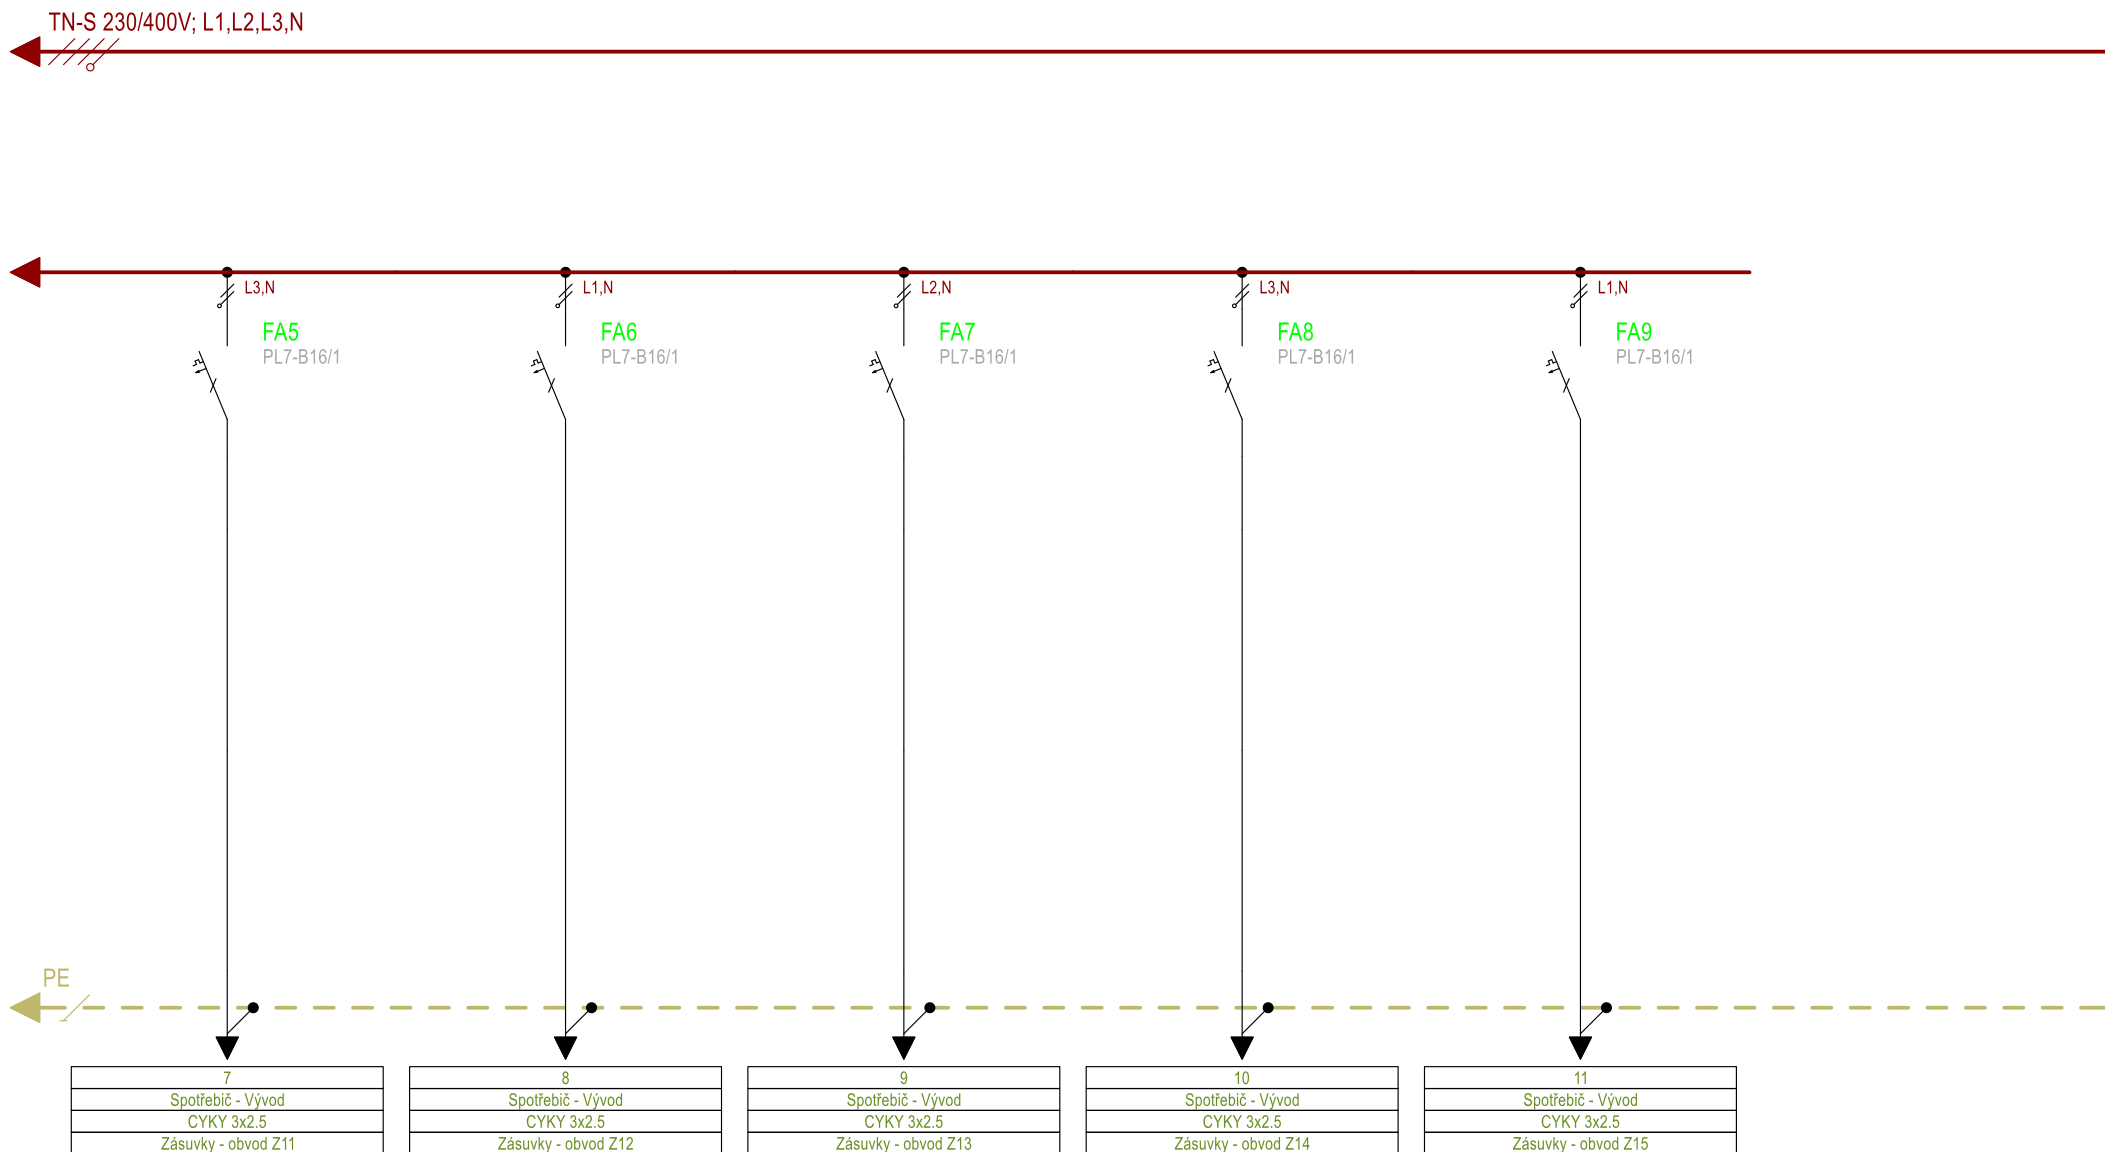 TN-S 230/400V; L1,L2,L3,N
L3,N
L1,N
L2,N
L3,N
L1,N
FA5
PL7-B16/1
FA6
PL7-B16/1
FA7
PL7-B16/1
FA8
PL7-B16/1
FA9
PL7-B16/1
PE
7
Spotřebič - Vývod
CYKY 3x2.5
Zásuvky - obvod Z11
8
Spotřebič - Vývod
CYKY 3x2.5
Zásuvky - obvod Z12
9
Spotřebič - Vývod
CYKY 3x2.5
Zásuvky - obvod Z13
10
Spotřebič - Vývod
CYKY 3x2.5
Zásuvky - obvod Z14
11
Spotřebič - Vývod
CYKY 3x2.5
Zásuvky - obvod Z15